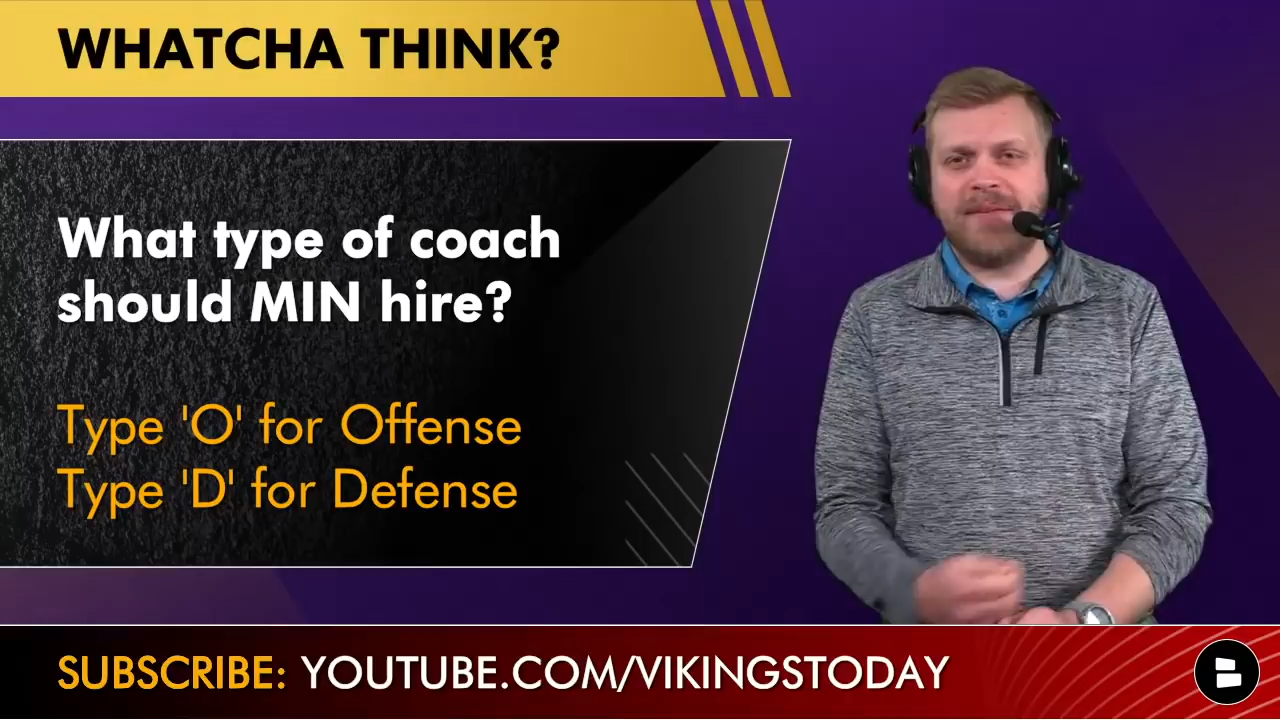 WHATCHA THINK?
What type of coach
should MIN hire?
Type 'O' for Offense
Type 'D' for Defense
SUBSCRIBE: YOUTUBE.COM/VIKINGSTODAY